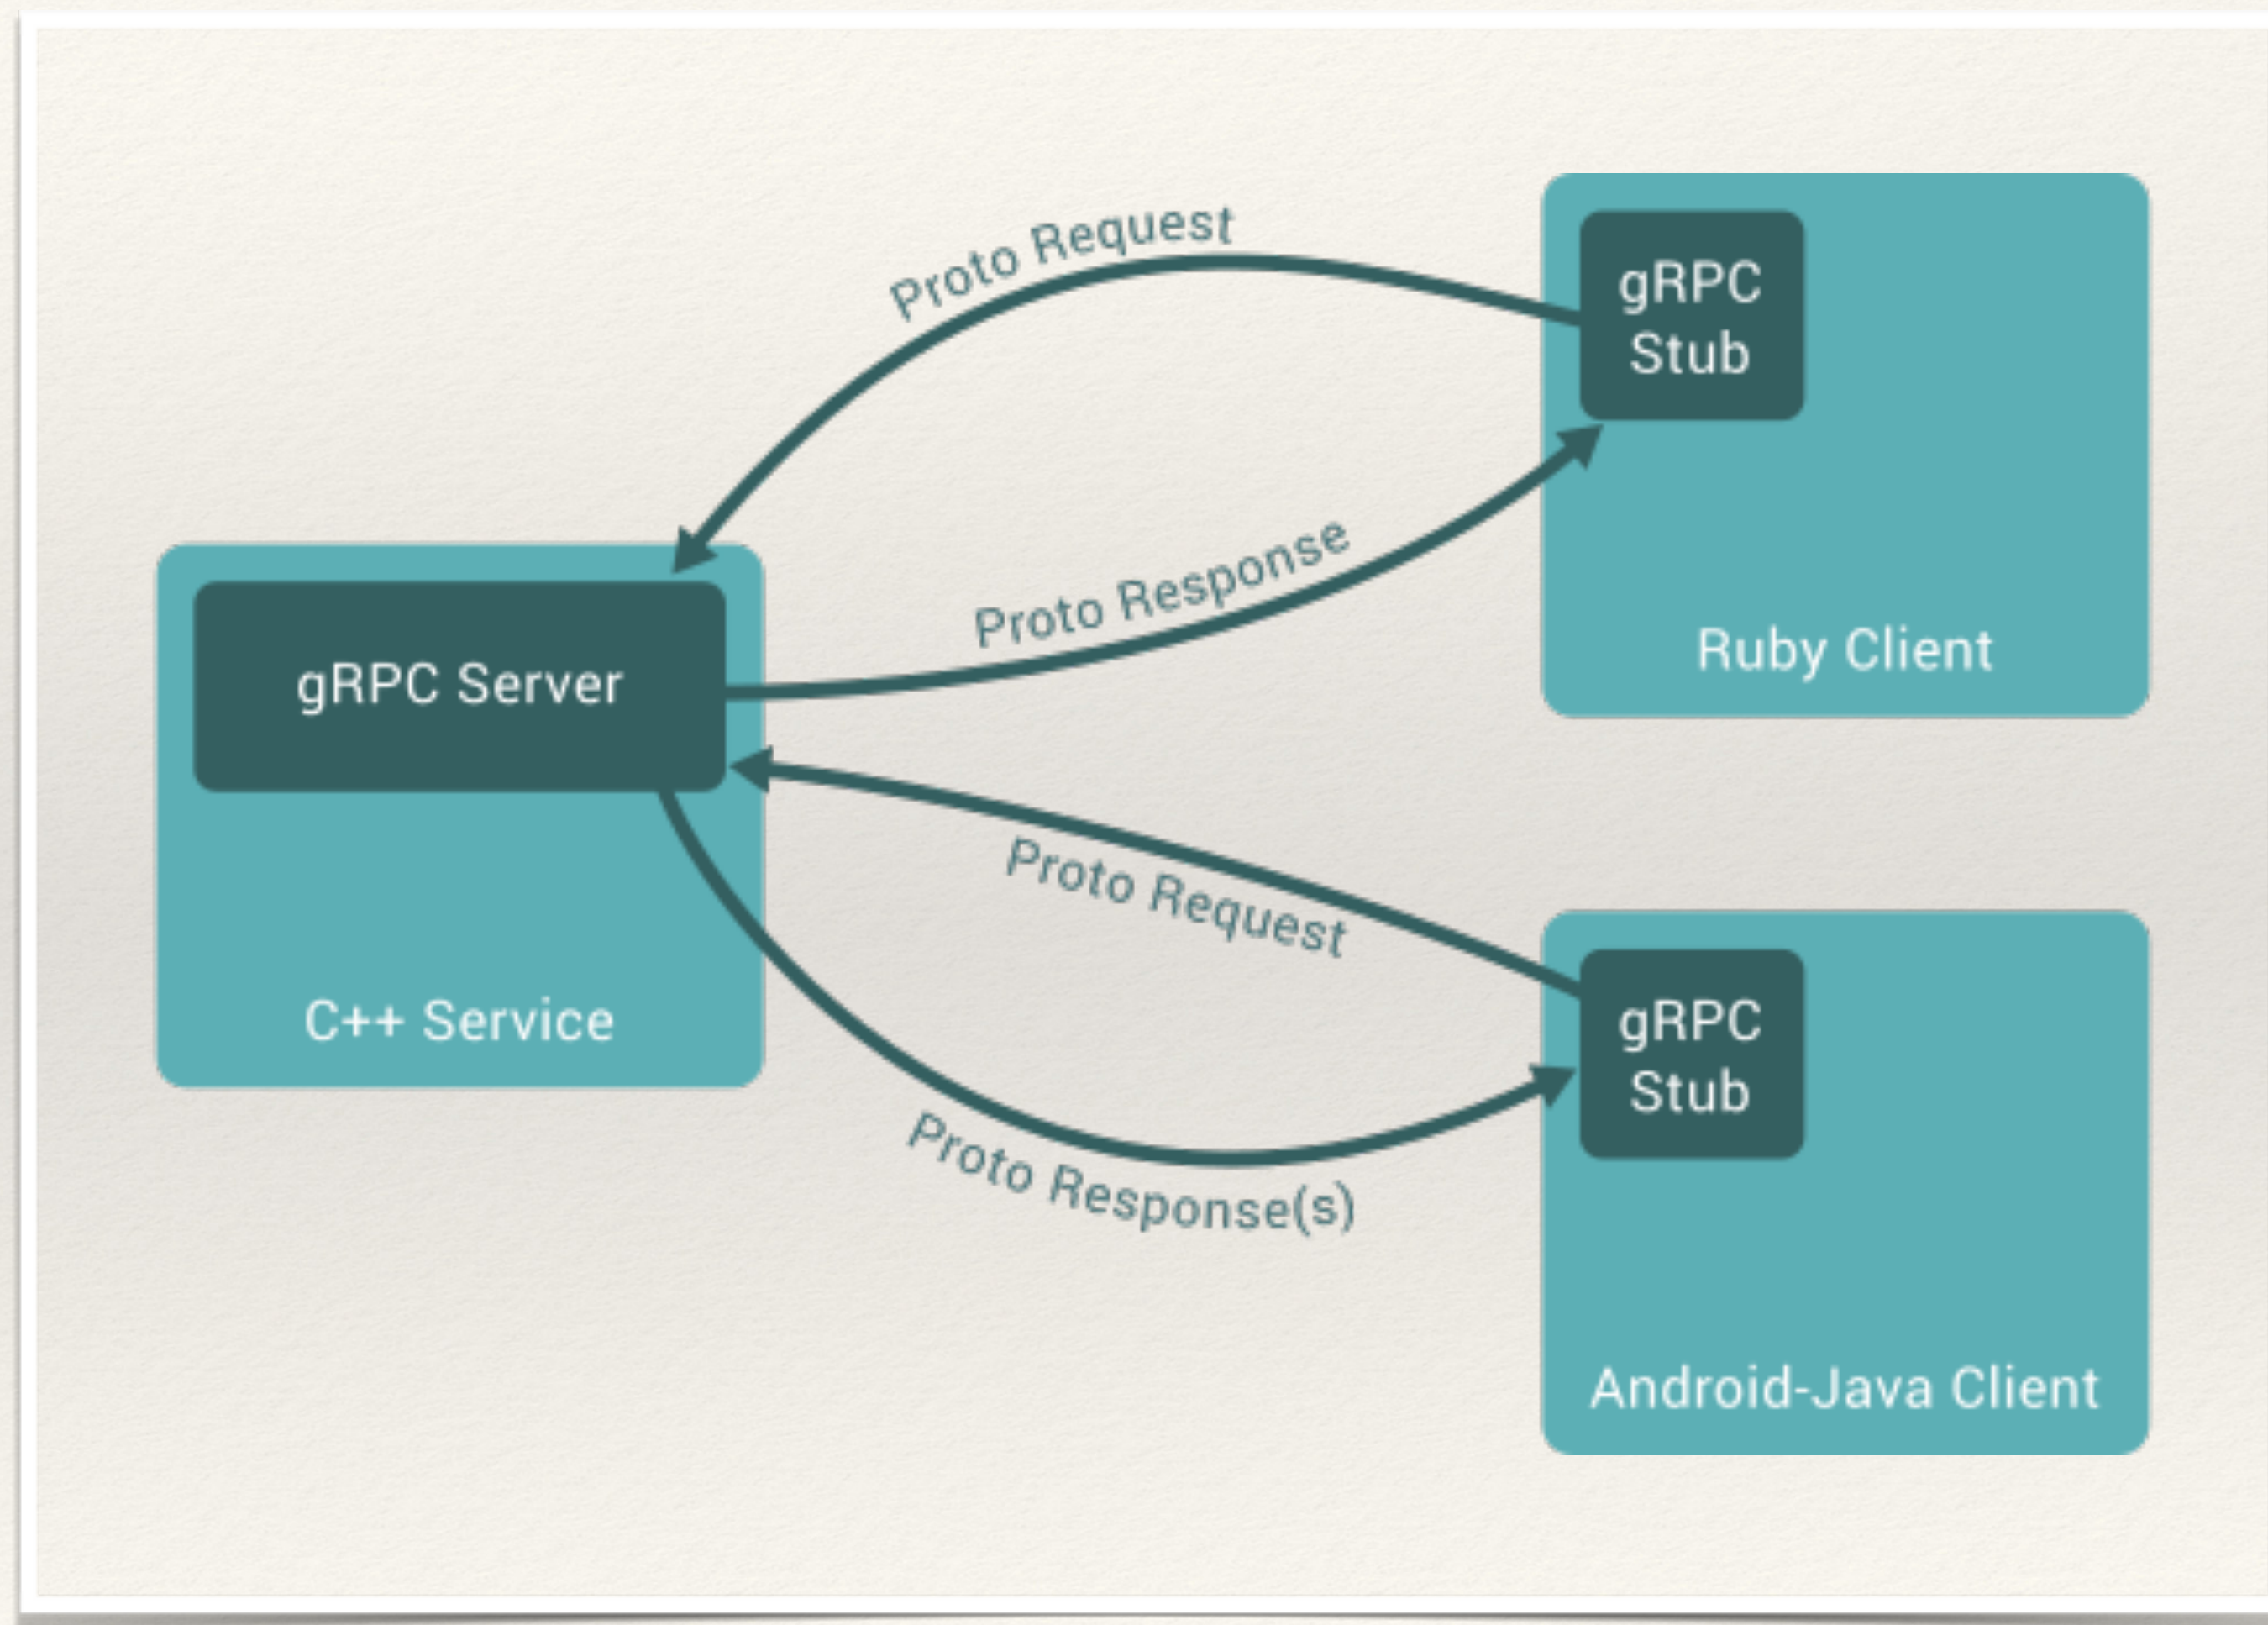 Proto Request
gRPC
Stub
Proto Response
Ruby Client
gRPC Server
C++ Service
Proto Request
gRPC
Stub
Proto Response(s)
Android-Java Client